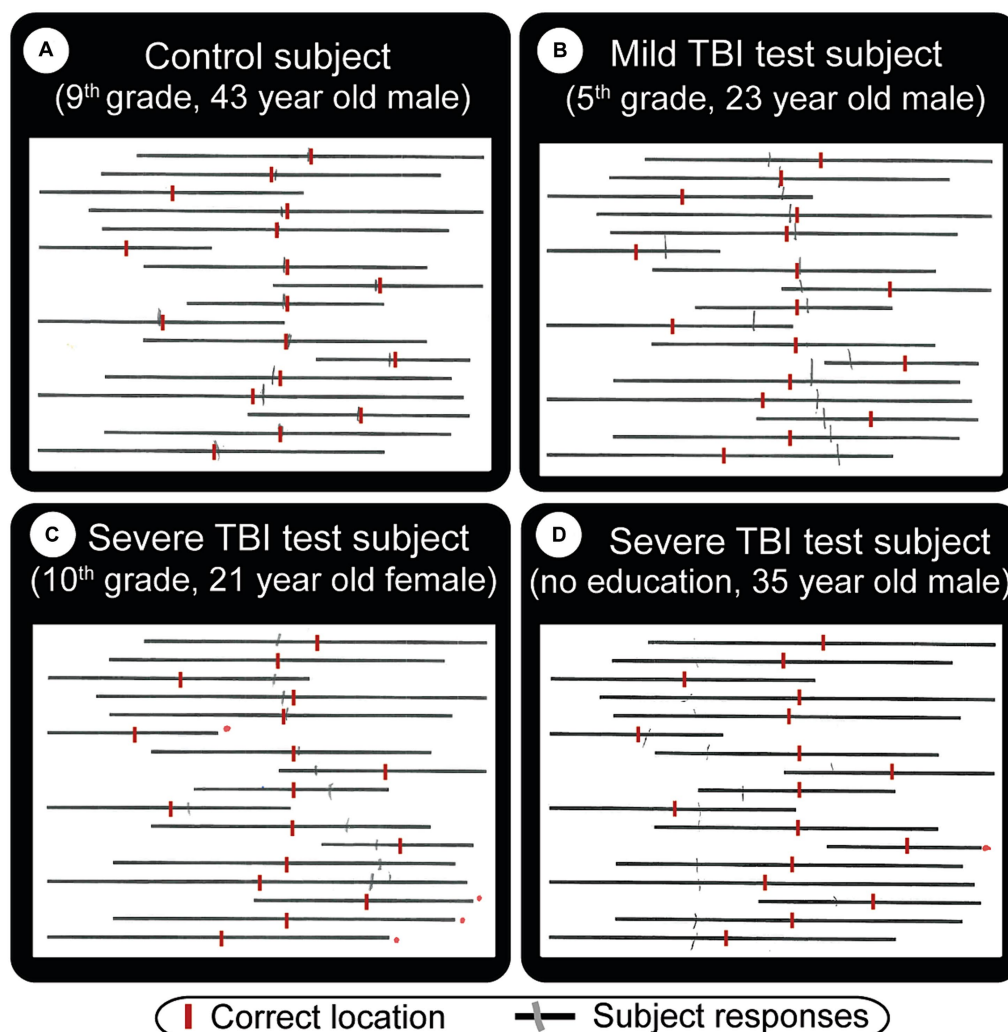 A
Control subject
(9th grade, 43 year old male)
B
Mild TBI test subject
(5th grade, 23 year old male)
C
Severe TBI test subject
(10th grade, 21 year old female)
D
Severe TBI test subject
(no education, 35 year old male)
Correct location
Subject responses